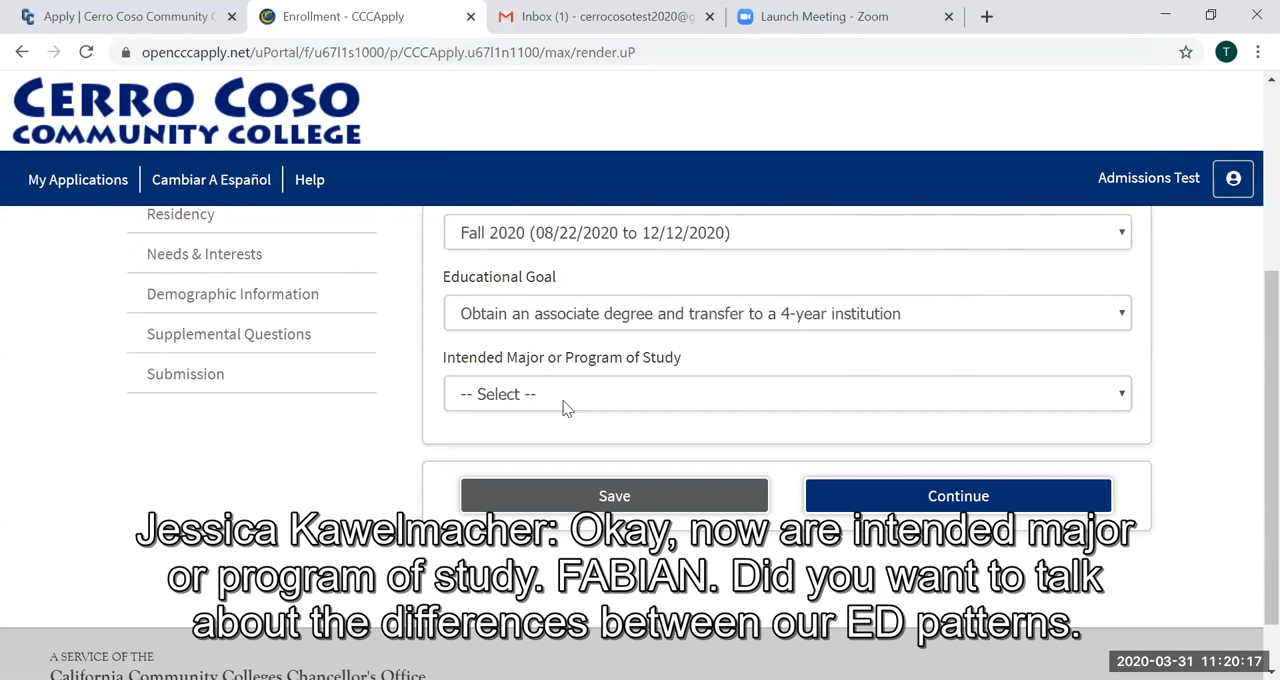 Apply | Cerro Coso Community C
Enrollment - CCCApply
Inbox (1) - cerrocosotest2020@g
Launch Meeting - Zoom
opencccapply.net/uPortal/f/u67l1s1000/p/CCCApply.u67l1n1100/max/render.uP
T
CERRO COSO
COMMUNITY COLLEGE
My Applications
Cambiar A Español
Help
Admissions Test
Residency
Needs & Interests
Demographic Information
Supplemental Questions
Submission
Fall 2020 (08/22/2020 to 12/12/2020)
Educational Goal
Obtain an associate degree and transfer to a 4-year institution
Intended Major or Program of Study
-- Select --
Save
Continue
Jessica Kawelmacher: Okay, now are intended major
or program of study. FABIAN. Did you want to talk
about the differences between our ED patterns.
A SERVICE OF THE
California Community Colleges Chancellor's Office
2020-03-31 11:20:17